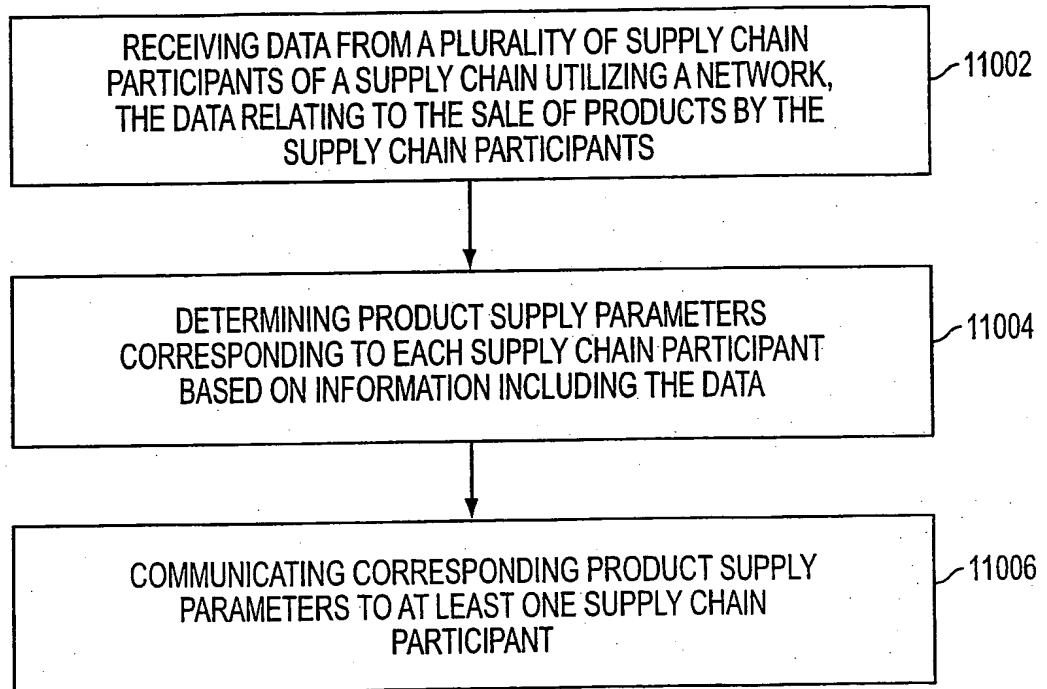 RECEIVING DATA FROM A PLURALITY OF SUPPLY CHAIN
PARTICIPANTS OF A SUPPLY CHAIN UTILIZING A NETWORK,
THE DATA RELATING TO THE SALE OF PRODUCTS BY THE
SUPPLY CHAIN PARTICIPANTS
11002
DETERMINING PRODUCT SUPPLY PARAMETERS
CORRESPONDING TO EACH SUPPLY CHAIN PARTICIPANT
BASED ON INFORMATION INCLUDING THE DATA
11004
COMMUNICATING CORRESPONDING PRODUCT SUPPLY
PARAMETERS TO AT LEAST ONE SUPPLY CHAIN
PARTICIPANT
11006